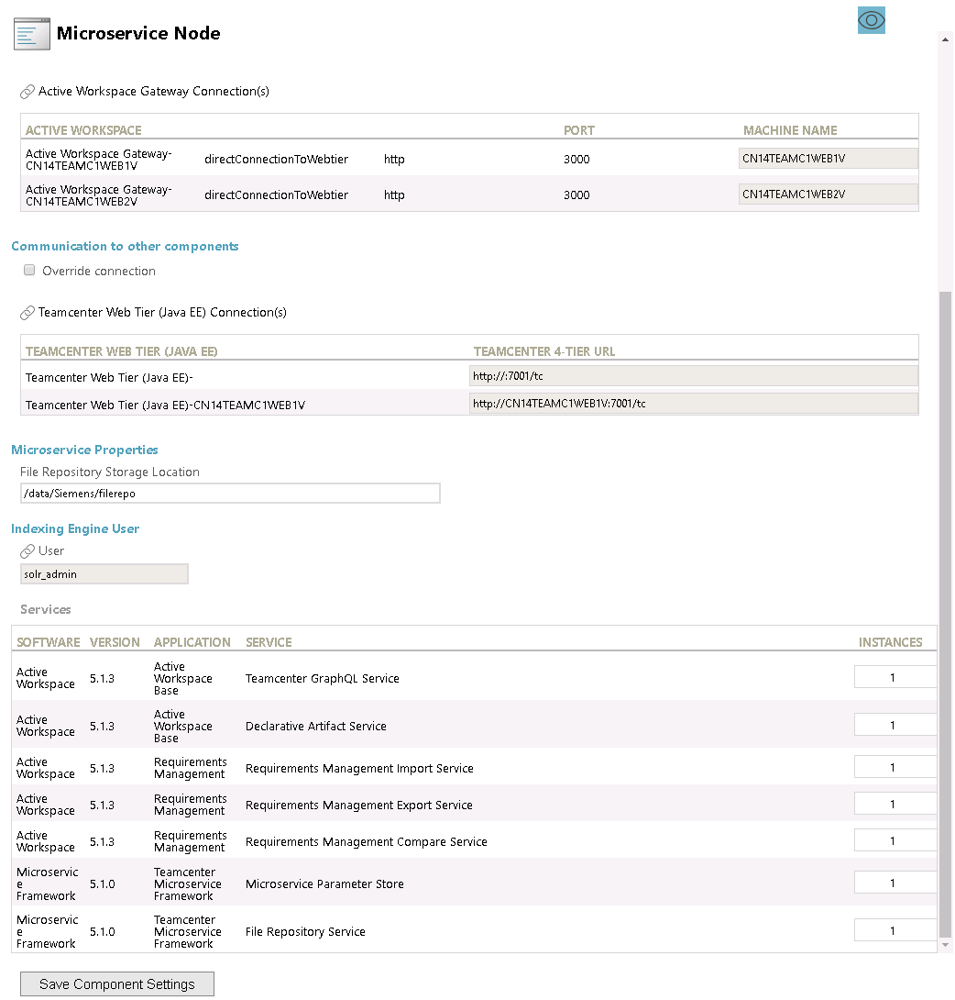 Microservice Node
Active Workspace Gateway Connection(s)
ACTIVE WORKSPACE PORT MACHINE NAME
Active Workspace Gateway-
CN14TEAMC1WEB1V directConnectionToWebtier http 3000 CN14TEAMC1WEB1V
Active Workspace Gateway-
CN14TEAMC1WEB2V directConnectionToWebtier http 3000 CN14TEAMC1WEB2V
Communication to other components
Override connection
Teamcenter Web Tier (Java EE) Connection(s)
TEAMCENTER WEB TIER (JAVA EE) TEAMCENTER 4-TIER URL
Teamcenter Web Tier (Java EE)- http://:7001/tc
Teamcenter Web Tier (Java EE)-CN14TEAMC1WEB1V http://CN14TEAMC1WEB1V:7001/tc
Microservice Properties
File Repository Storage Location
/data/Siemens/filerepo
Indexing Engine User
User
solr_admin
Services
SOFTWARE VERSION APPLICATION SERVICE INSTANCES
Active
Workspace 5.1.3 Active
Workspace
Base Teamcenter GraphQL Service 1
Active
Workspace 5.1.3 Active
Workspace
Base Declarative Artifact Service 1
Active
Workspace 5.1.3 Requirements
Management Requirements Management Import Service 1
Active
Workspace 5.1.3 Requirements
Management Requirements Management Export Service 1
Active
Workspace 5.1.3 Requirements
Management Requirements Management Compare Service 1
Microservic
e
Framework 5.1.0 Teamcenter
Microservice
Framework Microservice Parameter Store 1
Microservic
e
Framework 5.1.0 Teamcenter
Microservice
Framework File Repository Service 1
Save Component Settings